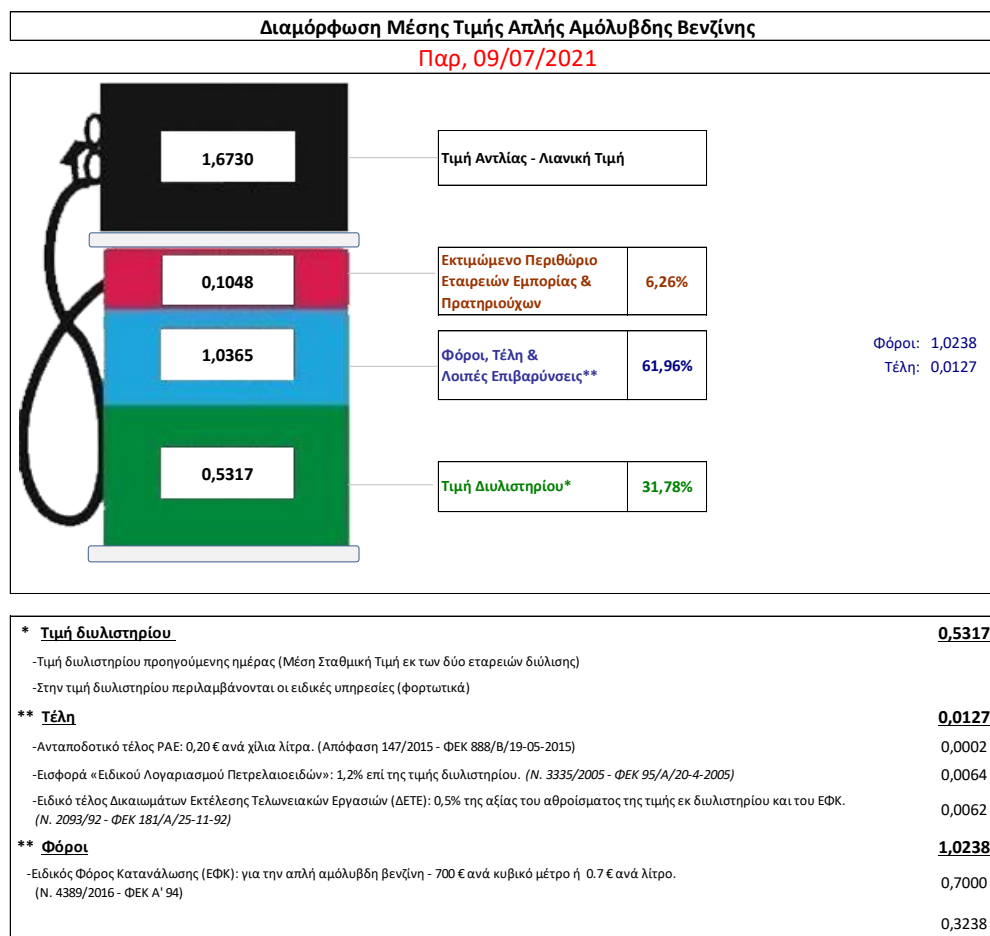 Διαμόρφωση Μέσης Τιμής Απλής Αμόλυβδης Βενζίνης
Παρ, 09/07/2021
1,6730
Τιμή Αντλίας - Λιανική Τιμή
0,1048
Εκτιμώμενο Περιθώριο
Εταιρειών Εμπορίας &
Πρατηριούχων
6,26%
1,0365
Φόροι, Τέλη &
Λοιπές Επιβαρύνσεις**
61,96%
Φόροι: 1,0238
Τέλη: 0,0127
0,5317
Τιμή Διυλιστηρίου*
31,78%
* Τιμή διυλιστηρίου 0,5317
-Τιμή διυλιστηρίου προηγούμενης ημέρας (Μέση Σταθμική Τιμή εκ των δύο εταρειών διύλισης)
-Στην τιμή διυλιστηρίου περιλαμβάνονται οι ειδικές υπηρεσίες (φορτωτικά)
** Τέλη 0,0127
-Ανταποδοτικό τέλος ΡΑΕ: 0,20 € ανά χίλια λίτρα. (Απόφαση 147/2015 - ΦΕΚ 888/Β/19-05-2015) 0,0002
-Εισφορά «Ειδικού Λογαριασμού Πετρελαιοειδών»: 1,2% επί της τιμής διυλιστηρίου. (Ν. 3335/2005 - ΦΕΚ 95/Α/20-4-2005) 0,0064
-Ειδικό τέλος Δικαιωμάτων Εκτέλεσης Τελωνειακών Εργασιών (ΔΕΤΕ): 0,5% της αξίας του αθροίσματος της τιμής εκ διυλιστηρίου και του ΕΦΚ. 0,0062
(Ν. 2093/92 - ΦΕΚ 181/Α/25-11-92)
** Φόροι 1,0238
-Ειδικός Φόρος Κατανάλωσης (ΕΦΚ): για την απλή αμόλυβδη βενζίνη - 700 € ανά κυβικό μέτρο ή 0.7 € ανά λίτρο. 0,7000
(Ν. 4389/2016 - ΦΕΚ Α' 94)
0,3238